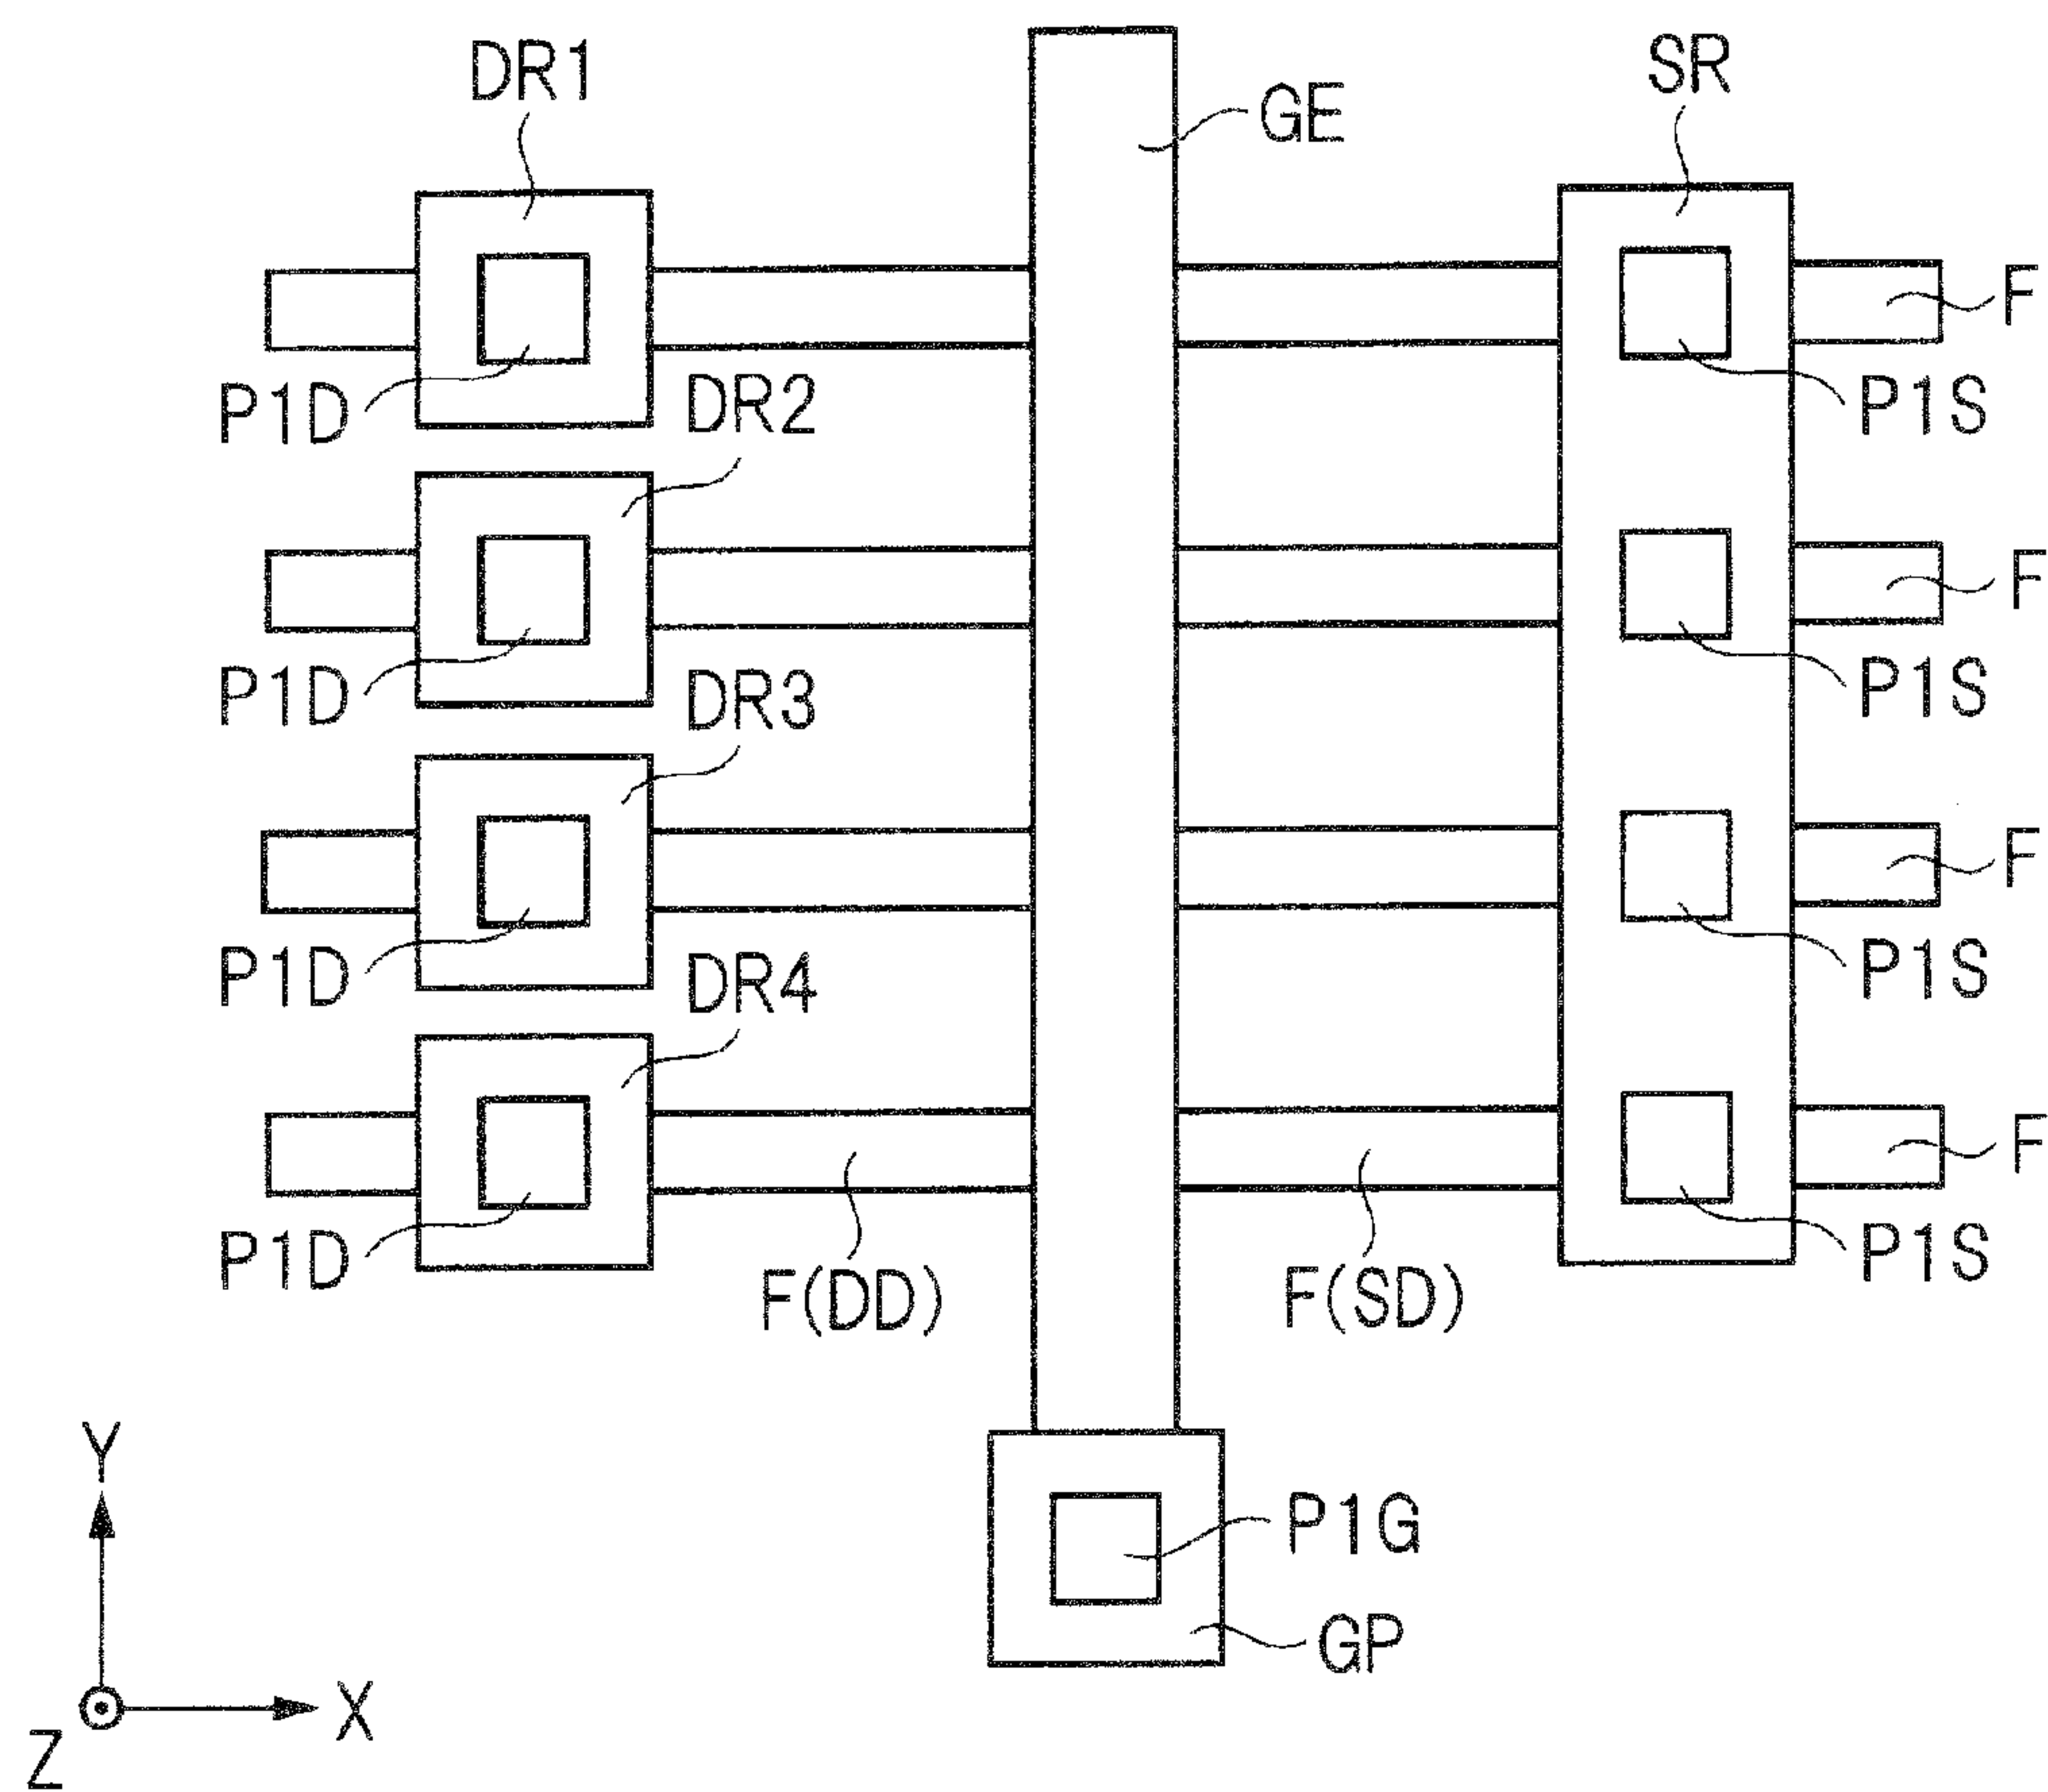 DR1
SR
GE
F
P1D
DR2
P1S
F
P1D
DR3
P1S
F
P1D
DR4
P1S
F
P1D
F(DD)
F(SD)
P1S
Y
P1G
GP
X
Z